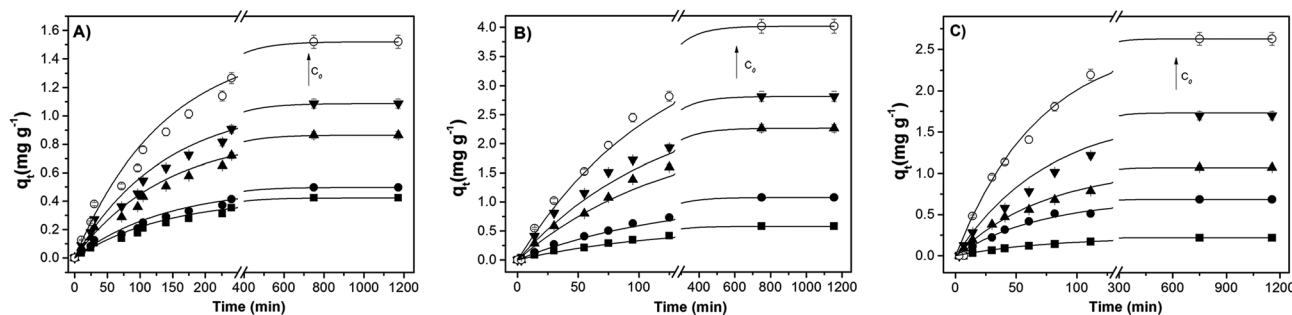 A)
1.6
1.4
1.2
1.0
0.8
0.6
0.4
0.2
0.0
qt(mg g-1)
C0
0 50 100 150 200 400 600 800 1000 1200
Time (min)
B)
4.0
3.5
3.0
2.5
2.0
1.5
1.0
0.5
0.0
qt(mg g-1)
C0
0 50 100 400 600 800 1000 1200
Time (min)
C)
2.5
2.0
1.5
1.0
0.5
0.0
qt(mg g-1)
C0
0 50 100 300 600 900 1200
Time (min)